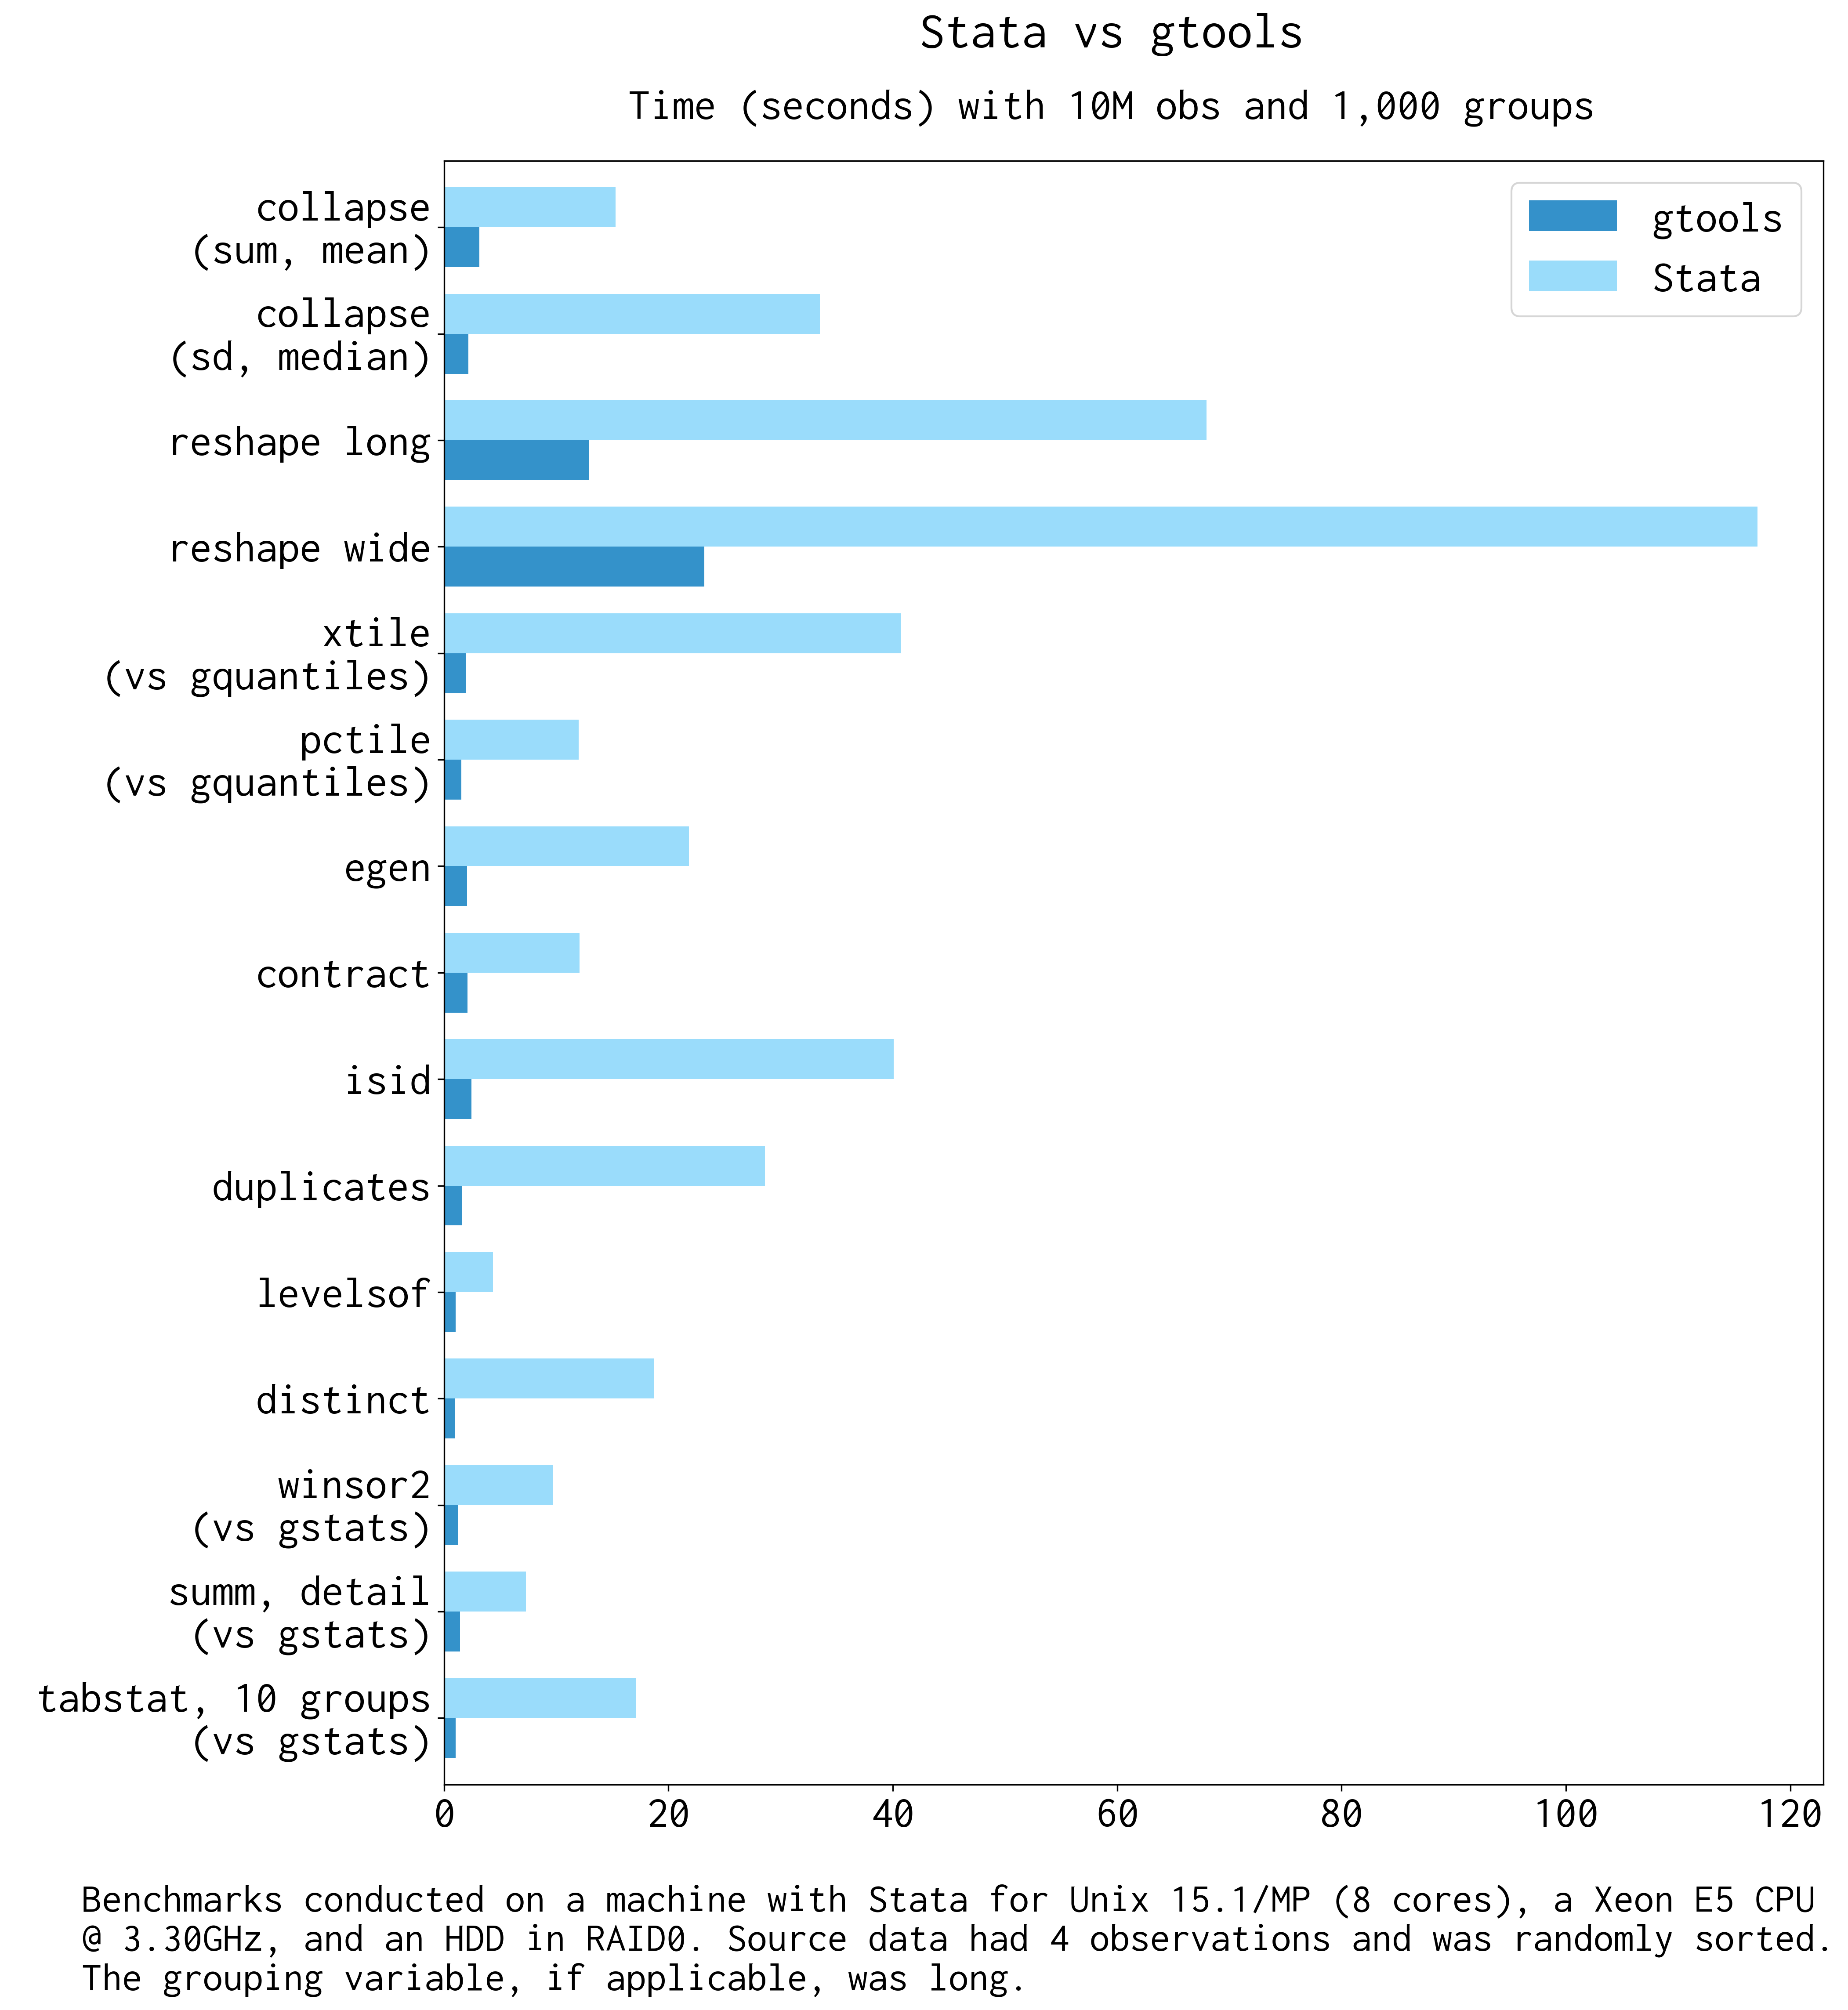 Stata vs gtools
Time (seconds) with 10M obs and 1,000 groups
gtools
Stata
collapse
(sum, mean)
collapse
(sd, median)
reshape long
reshape wide
xtile
(vs gquantiles)
pctile
(vs gquantiles)
egen
contract
isid
duplicates
levelsof
distinct
winsor2
(vs gstats)
summ, detail
(vs gstats)
tabstat, 10 groups
(vs gstats)
0 20 40 60 80 100 120
Benchmarks conducted on a machine with Stata for Unix 15.1/MP (8 cores), a Xeon E5 CPU
@ 3.30GHz, and an HDD in RAID0. Source data had 4 observations and was randomly sorted.
The grouping variable, if applicable, was long.